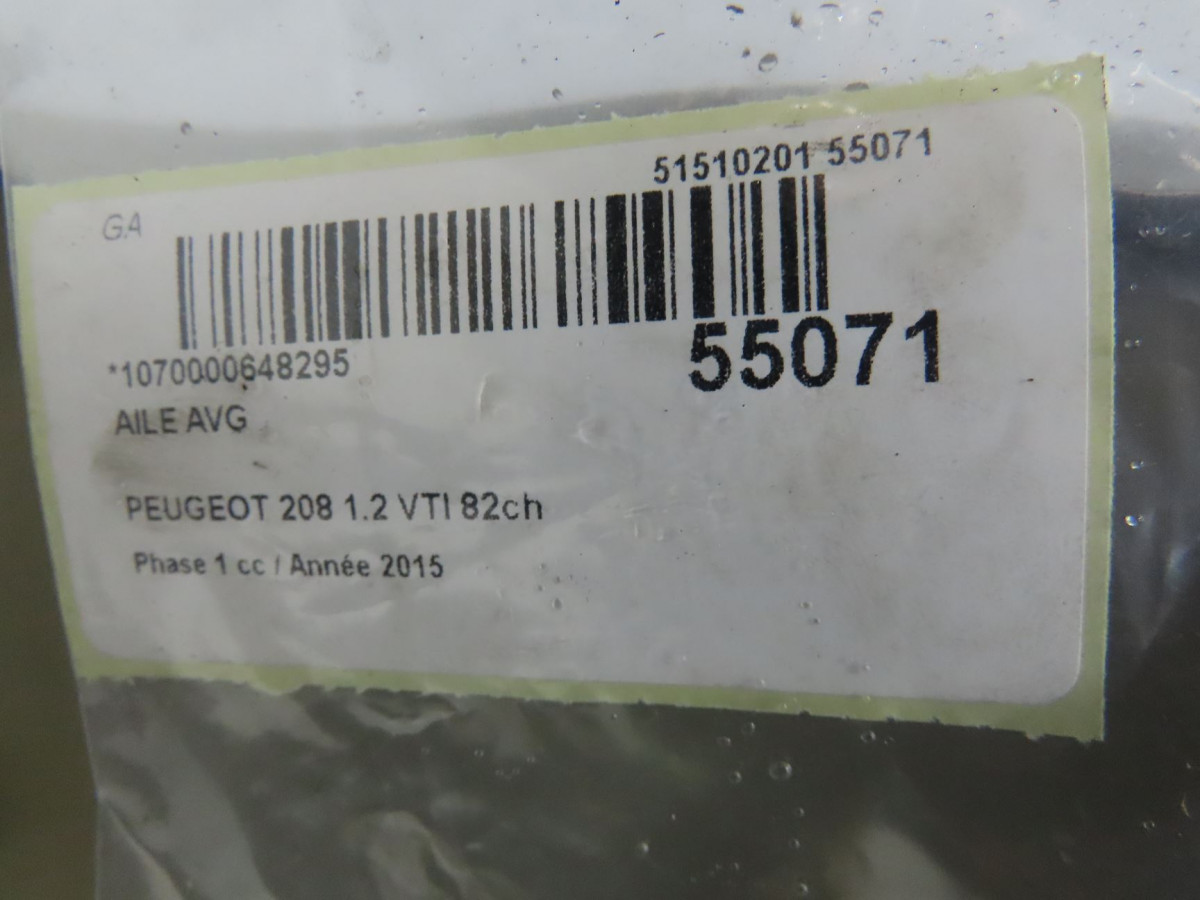 51510201 55071
GA
55071
*1070000648295
AILE AVG
PEUGEOT 208 1.2 VTI 82ch
Phase 1 cc / Année 2015